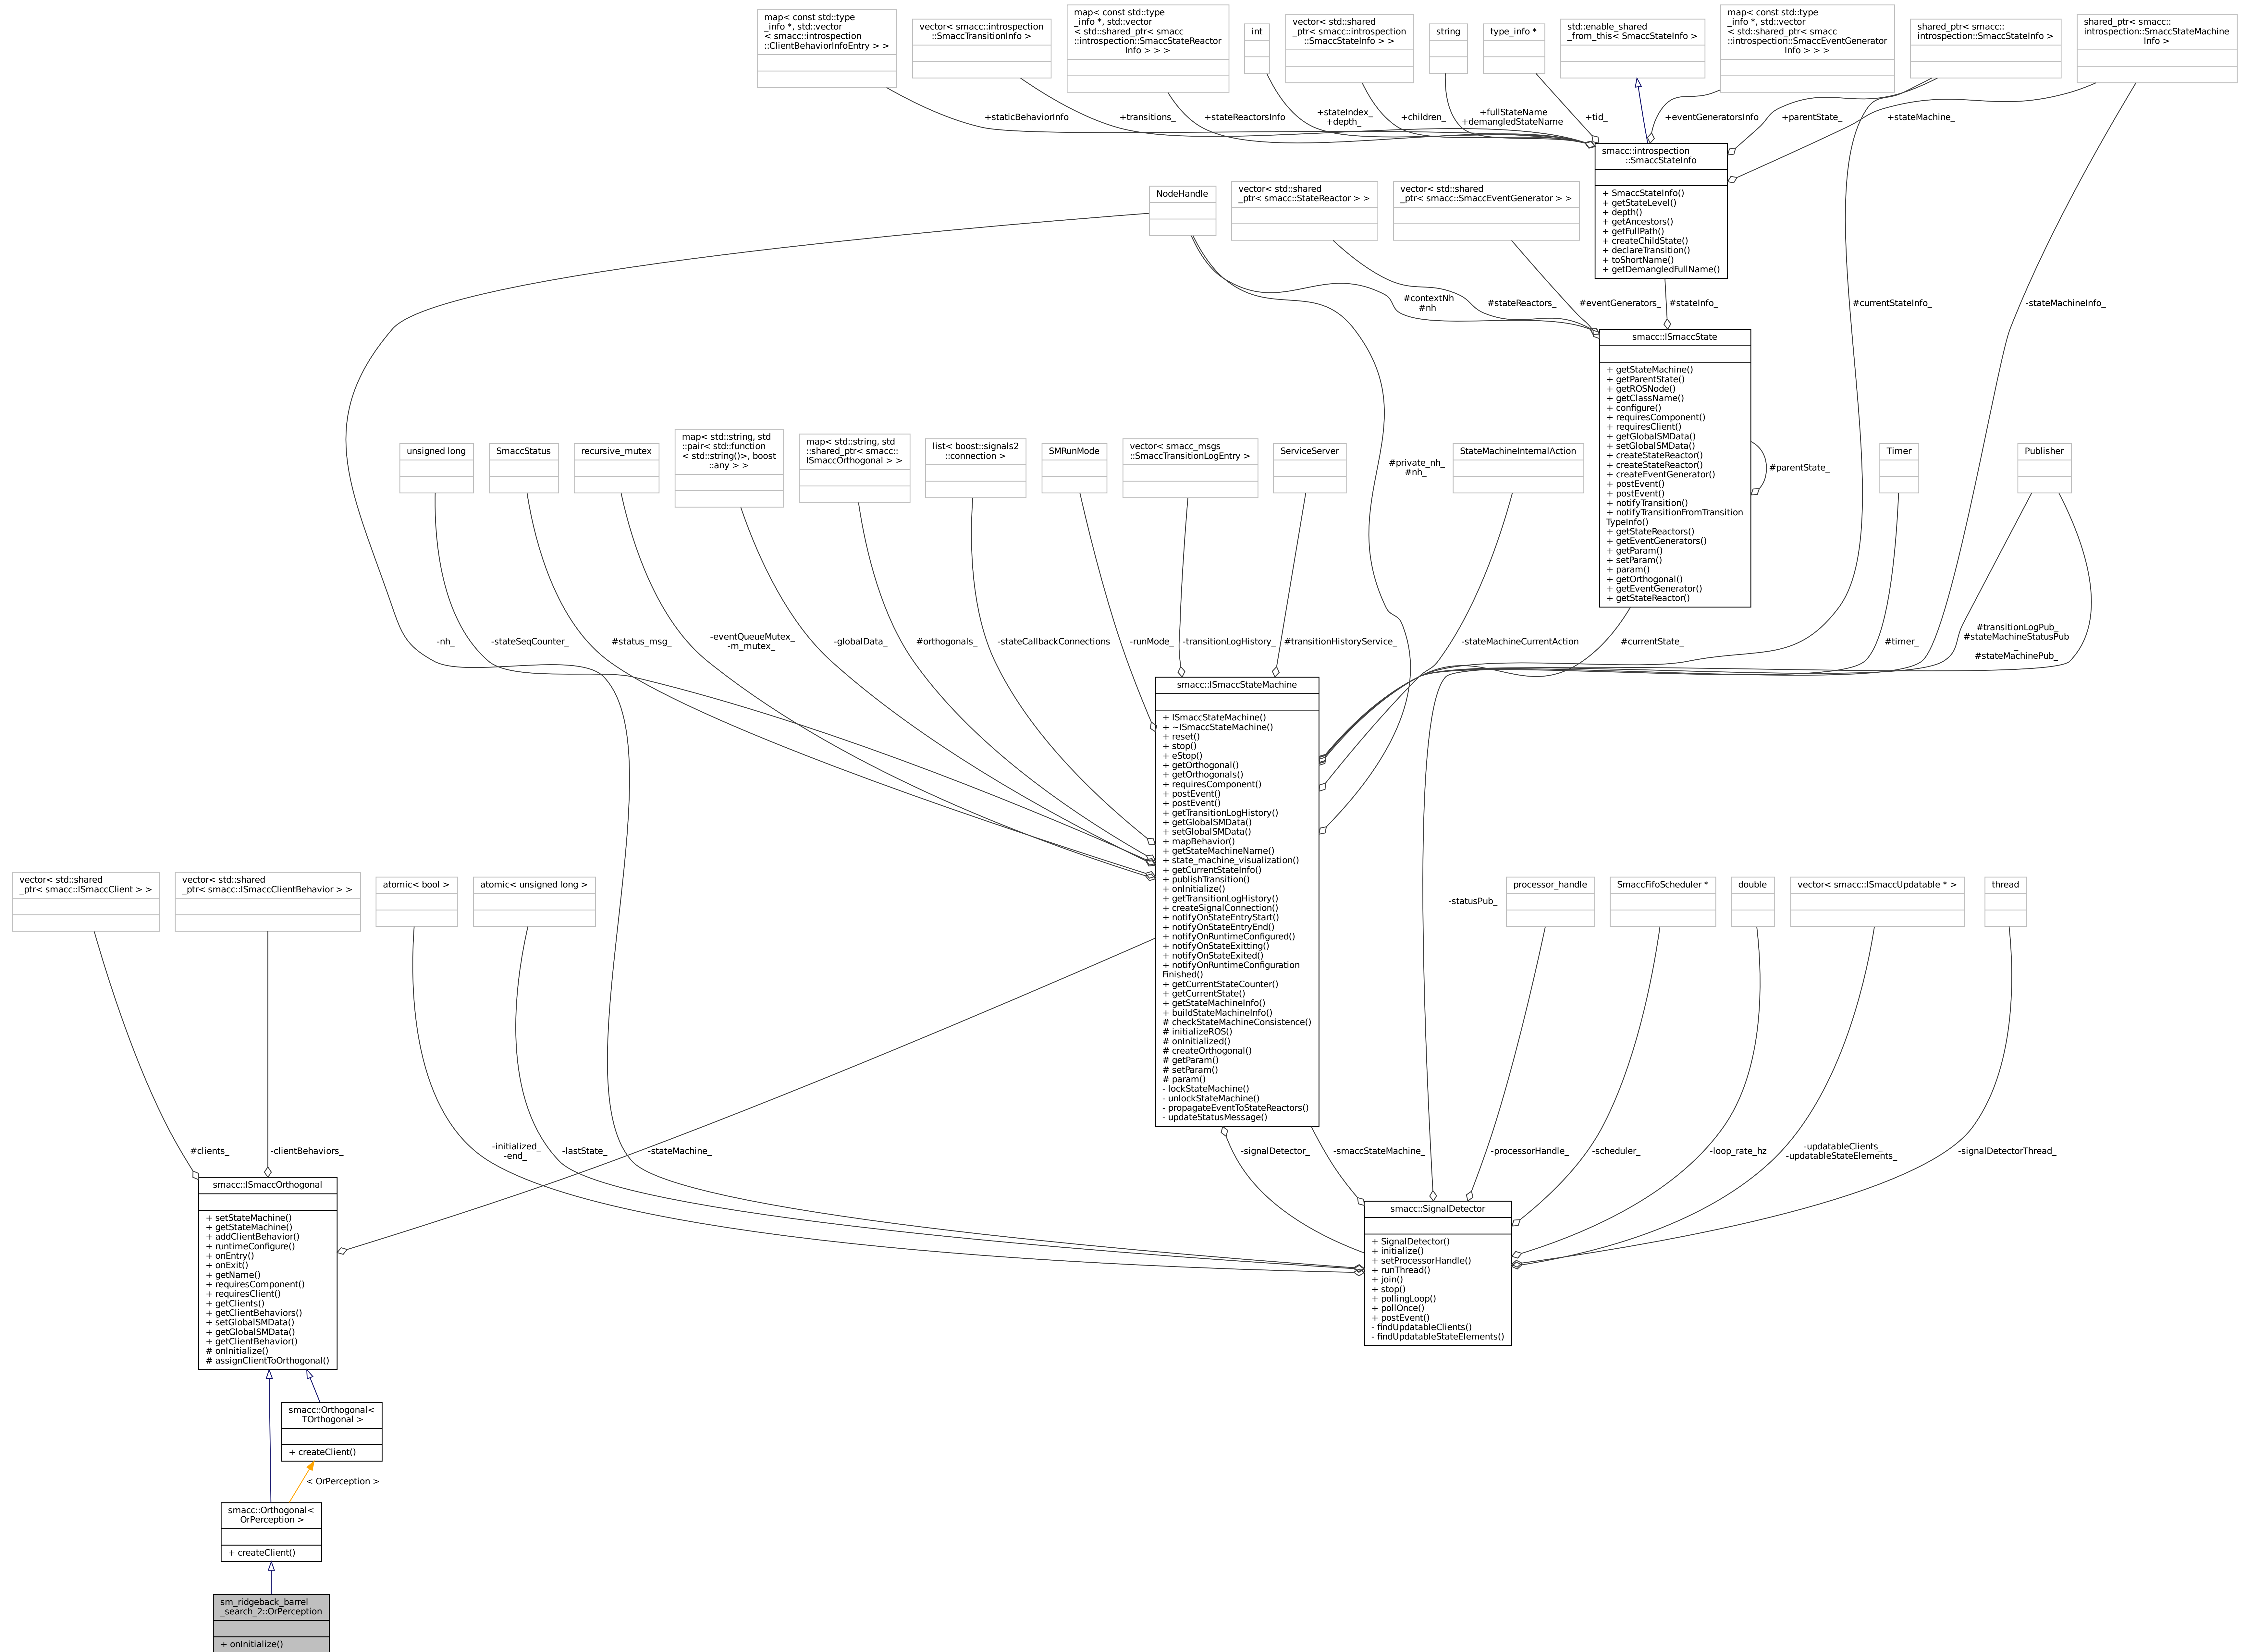 map< const std::type
_info *, std::vector
< smacc::introspection
::ClientBehaviorInfoEntry > >
vector< smacc::introspection
::SmaccTransitionInfo >
map< const std::type
_info *, std::vector
< std::shared_ptr< smacc
::introspection::SmaccStateReactor
Info > > >
int
vector< std::shared
_ptr< smacc::introspection
::SmaccStateInfo > >
string
type_info *
std::enable_shared
_from_this< SmaccStateInfo >
map< const std::type
_info *, std::vector
< std::shared_ptr< smacc
::introspection::SmaccEventGenerator
Info > > >
shared_ptr< smacc::
introspection::SmaccStateInfo >
shared_ptr< smacc::
introspection::SmaccStateMachine
Info >
+staticBehaviorInfo
+transitions_
+stateReactorsInfo
+stateIndex_
+depth_
+children_
+fullStateName
+demangledStateName
+tid_
+eventGeneratorsInfo
+parentState_
+stateMachine_
smacc::introspection
::SmaccStateInfo
+ SmaccStateInfo()
+ getStateLevel()
+ depth()
+ getAncestors()
+ getFullPath()
+ createChildState()
+ declareTransition()
+ toShortName()
+ getDemangledFullName()
NodeHandle
vector< std::shared
_ptr< smacc::StateReactor > >
vector< std::shared
_ptr< smacc::SmaccEventGenerator > >
#contextNh
#nh
#stateReactors_
#eventGenerators_
#stateInfo_
#currentStateInfo_
-stateMachineInfo_
smacc::ISmaccState
+ getStateMachine()
+ getParentState()
+ getROSNode()
+ getClassName()
+ configure()
+ requiresComponent()
+ requiresClient()
+ getGlobalSMData()
+ setGlobalSMData()
+ createStateReactor()
+ createStateReactor()
+ createEventGenerator()
+ postEvent()
+ postEvent()
+ notifyTransition()
+ notifyTransitionFromTransition
TypeInfo()
+ getStateReactors()
+ getEventGenerators()
+ getParam()
+ setParam()
+ param()
+ getOrthogonal()
+ getEventGenerator()
+ getStateReactor()
#parentState_
unsigned long
SmaccStatus
recursive_mutex
map< std::string, std
::pair< std::function
< std::string()>, boost
::any > >
map< std::string, std
::shared_ptr< smacc::
ISmaccOrthogonal > >
list< boost::signals2
::connection >
SMRunMode
vector< smacc_msgs
::SmaccTransitionLogEntry >
ServiceServer
#private_nh_
#nh_
StateMachineInternalAction
Timer
Publisher
-nh_
-stateSeqCounter_
#status_msg_
-eventQueueMutex_
-m_mutex_
-globalData_
#orthogonals_
-stateCallbackConnections
-runMode_
-transitionLogHistory_
#transitionHistoryService_
-stateMachineCurrentAction
#currentState_
#timer_
#transitionLogPub_
#stateMachineStatusPub
_
#stateMachinePub_
smacc::ISmaccStateMachine
+ ISmaccStateMachine()
+ ~ISmaccStateMachine()
+ reset()
+ stop()
+ eStop()
+ getOrthogonal()
+ getOrthogonals()
+ requiresComponent()
+ postEvent()
+ postEvent()
+ getTransitionLogHistory()
+ getGlobalSMData()
+ setGlobalSMData()
+ mapBehavior()
+ getStateMachineName()
+ state_machine_visualization()
+ getCurrentStateInfo()
+ publishTransition()
+ onInitialize()
+ getTransitionLogHistory()
+ createSignalConnection()
+ notifyOnStateEntryStart()
+ notifyOnStateEntryEnd()
+ notifyOnRuntimeConfigured()
+ notifyOnStateExitting()
+ notifyOnStateExited()
+ notifyOnRuntimeConfiguration
Finished()
+ getCurrentStateCounter()
+ getCurrentState()
+ getStateMachineInfo()
+ buildStateMachineInfo()
# checkStateMachineConsistence()
# initializeROS()
# onInitialized()
# createOrthogonal()
# getParam()
# setParam()
# param()
- lockStateMachine()
- unlockStateMachine()
- propagateEventToStateReactors()
- updateStatusMessage()
vector< std::shared
_ptr< smacc::ISmaccClient > >
vector< std::shared
_ptr< smacc::ISmaccClientBehavior > >
atomic< bool >
atomic< unsigned long >
-statusPub_
processor_handle
SmaccFifoScheduler *
double
vector< smacc::ISmaccUpdatable * >
thread
#clients_
-clientBehaviors_
-initialized_
-end_
-lastState_
-stateMachine_
-signalDetector_
-smaccStateMachine_
-processorHandle_
-scheduler_
-loop_rate_hz
-updatableClients_
-updatableStateElements_
-signalDetectorThread_
smacc::ISmaccOrthogonal
+ setStateMachine()
+ getStateMachine()
+ addClientBehavior()
+ runtimeConfigure()
+ onEntry()
+ onExit()
+ getName()
+ requiresComponent()
+ requiresClient()
+ getClients()
+ getClientBehaviors()
+ setGlobalSMData()
+ getGlobalSMData()
+ getClientBehavior()
# onInitialize()
# assignClientToOrthogonal()
smacc::SignalDetector
+ SignalDetector()
+ initialize()
+ setProcessorHandle()
+ runThread()
+ join()
+ stop()
+ pollingLoop()
+ pollOnce()
+ postEvent()
- findUpdatableClients()
- findUpdatableStateElements()
smacc::Orthogonal<
TOrthogonal >
+ createClient()
< OrPerception >
smacc::Orthogonal<
OrPerception >
+ createClient()
sm_ridgeback_barrel
_search_2::OrPerception
+ onInitialize()